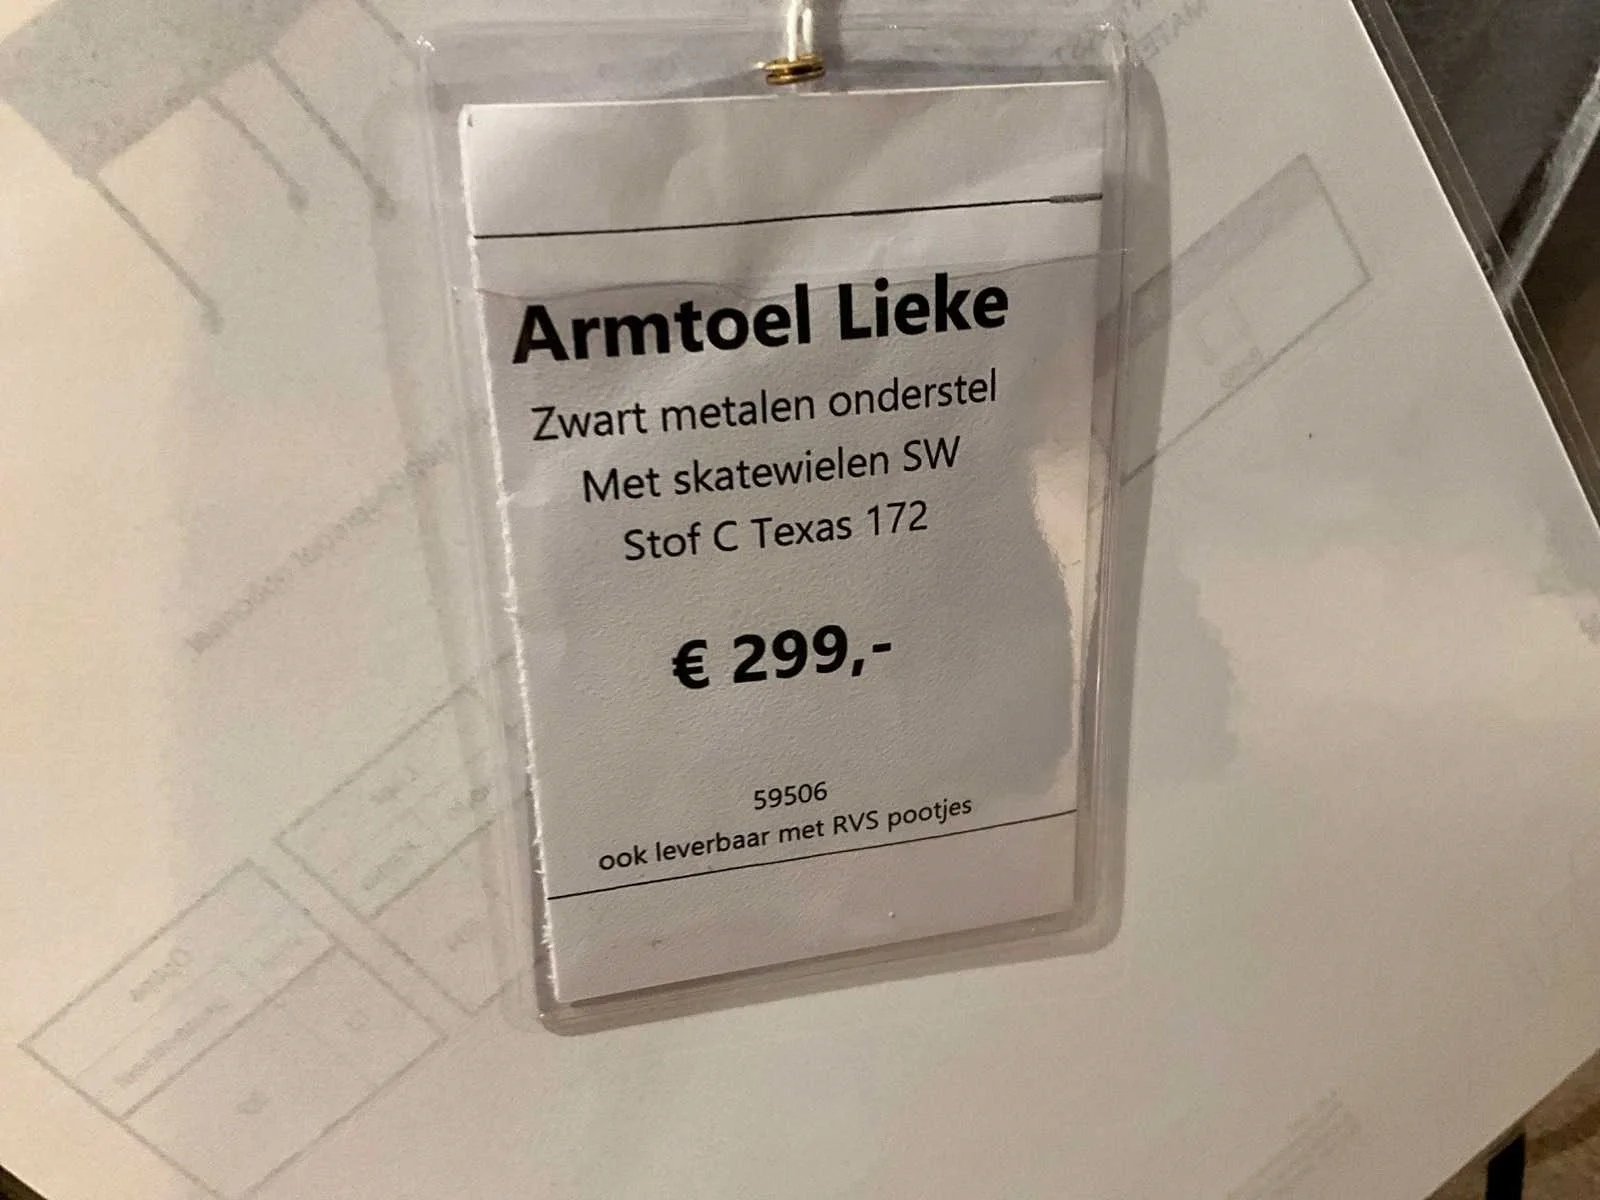 Armtoel Lieke
Zwart metalen onderstel
Met skatewielen SW
Stof C Texas 172
€ 299,-
59506
ook leverbaar met RVS pootjes